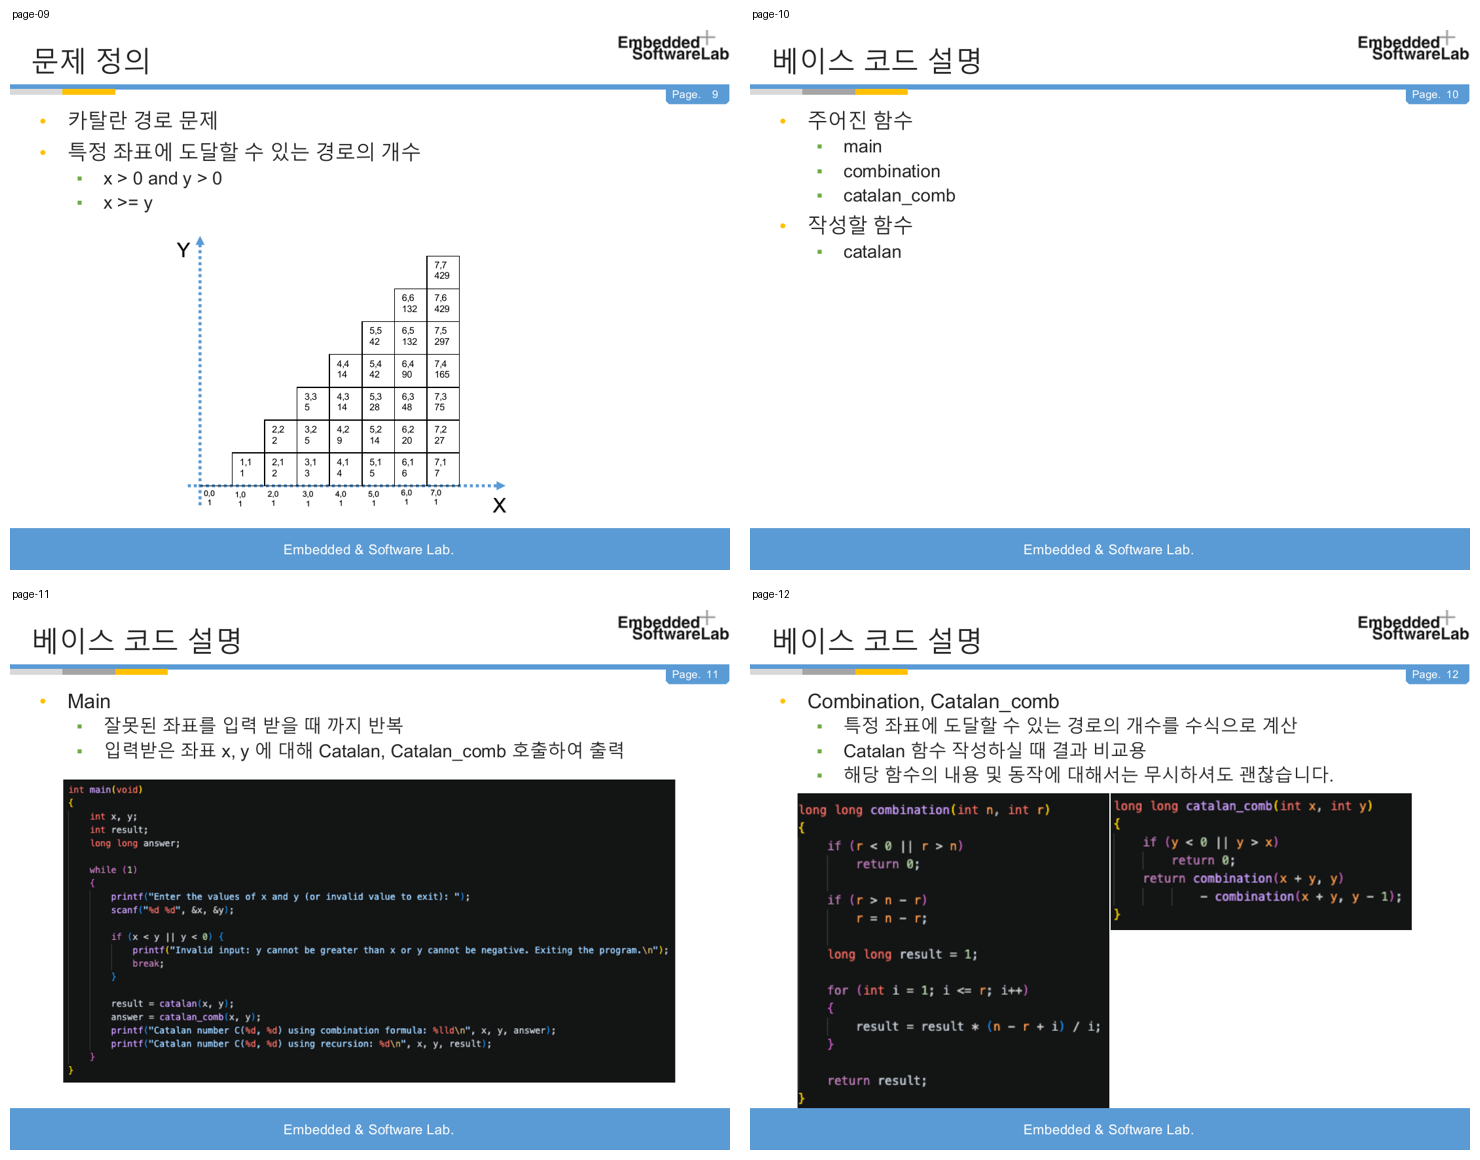 page-09
문제 정의
Embedded
SoftwareLab
Page. 9
카탈란 경로 문제
특정 좌표에 도달할 수 있는 경로의 개수
x > 0 and y > 0
x >= y
Y
7,7
429
6,6 7,6
132 429
5,5 6,5 7,5
42 132 297
4,4 5,4 6,4 7,4
14 42 90 165
3,3 4,3 5,3 6,3 7,3
5 14 28 48 75
2,2 3,2 4,2 5,2 6,2 7,2
2 5 9 14 20 27
1,1 2,1 3,1 4,1 5,1 6,1 7,1
1 2 3 4 5 6 7
0,0 1,0 2,0 3,0 4,0 5,0 6,0 7,0
1 1 1 1 1 1 1 1
X
Embedded & Software Lab.
page-10
베이스 코드 설명
Embedded
SoftwareLab
Page. 10
주어진 함수
main
combination
catalan_comb
작성할 함수
catalan
Embedded & Software Lab.
page-11
베이스 코드 설명
Embedded
SoftwareLab
Page. 11
Main
잘못된 좌표를 입력 받을 때 까지 반복
입력받은 좌표 x, y 에 대해 Catalan, Catalan_comb 호출하여 출력
int main(void)
{
int x, y;
int result;
long long answer;
while (1)
{
printf("Enter the values of x and y (or invalid value to exit): ");
scanf("%d %d", &x, &y);
if (x < y || y < 0) {
printf("Invalid input: y cannot be greater than x or y cannot be negative. Exiting the program.\n");
break;
}
result = catalan(x, y);
answer = catalan_comb(x, y);
printf("Catalan number C(%d, %d) using combination formula: %lld\n", x, y, answer);
printf("Catalan number C(%d, %d) using recursion: %d\n", x, y, result);
}
}
Embedded & Software Lab.
page-12
베이스 코드 설명
Embedded
SoftwareLab
Page. 12
Combination, Catalan_comb
특정 좌표에 도달할 수 있는 경로의 개수를 수식으로 계산
Catalan 함수 작성하실 때 결과 비교용
해당 함수의 내용 및 동작에 대해서는 무시하셔도 괜찮습니다.
long long combination(int n, int r)
{
if (r < 0 || r > n)
return 0;
if (r > n - r)
r = n - r;
long long result = 1;
for (int i = 1; i <= r; i++)
{
result = result * (n - r + i) / i;
}
return result;
}
long long catalan_comb(int x, int y)
{
if (y < 0 || y > x)
return 0;
return combination(x + y, y)
- combination(x + y, y - 1);
}
Embedded & Software Lab.